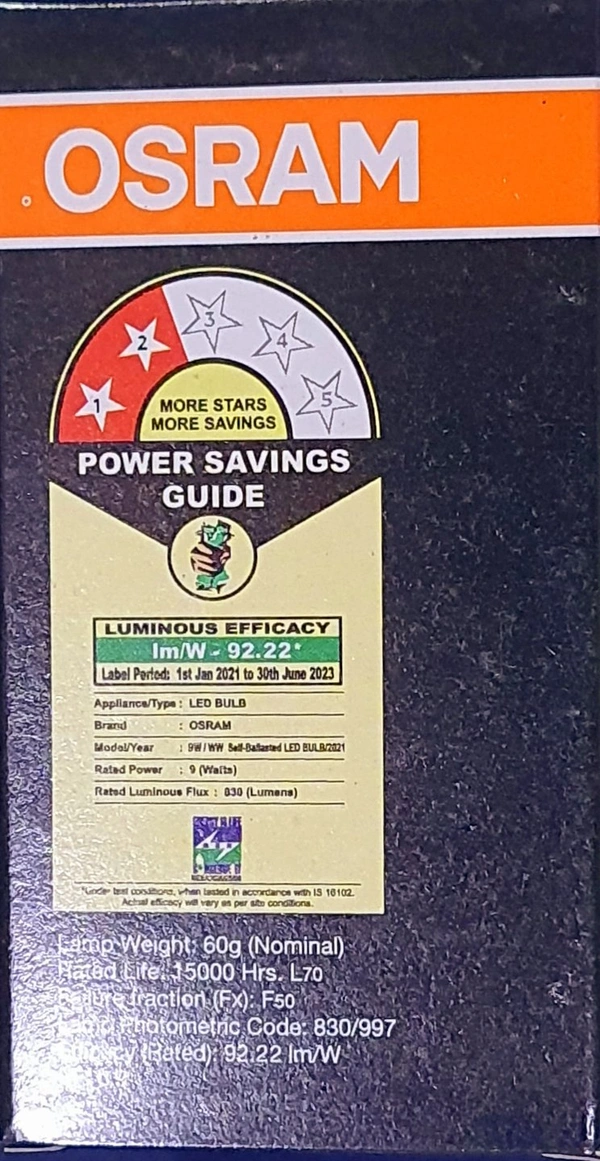 OSRAM
1 2 3 4 5
MORE STARS
MORE SAVINGS
POWER SAVINGS
GUIDE
LUMINOUS EFFICACY
lm/W - 92.22*
Label Period: 1st Jan 2021 to 30th June 2023
Appliance/Type : LED BULB
Brand : OSRAM
Model/Year : 9W / WW Self-Ballasted LED BULB/2021
Rated Power : 9 (Watts)
Rated Luminous Flux : 830 (Lumens)
*Under test conditions, when tested in accordance with IS 16102.
Actual efficacy will vary as per site conditions.
Lamp Weight: 60g (Nominal)
Rated Life: 15000 Hrs. L70
Failure fraction (Fx): F50
Lamp Photometric Code: 830/997
(Rated): 92.22 lm/W